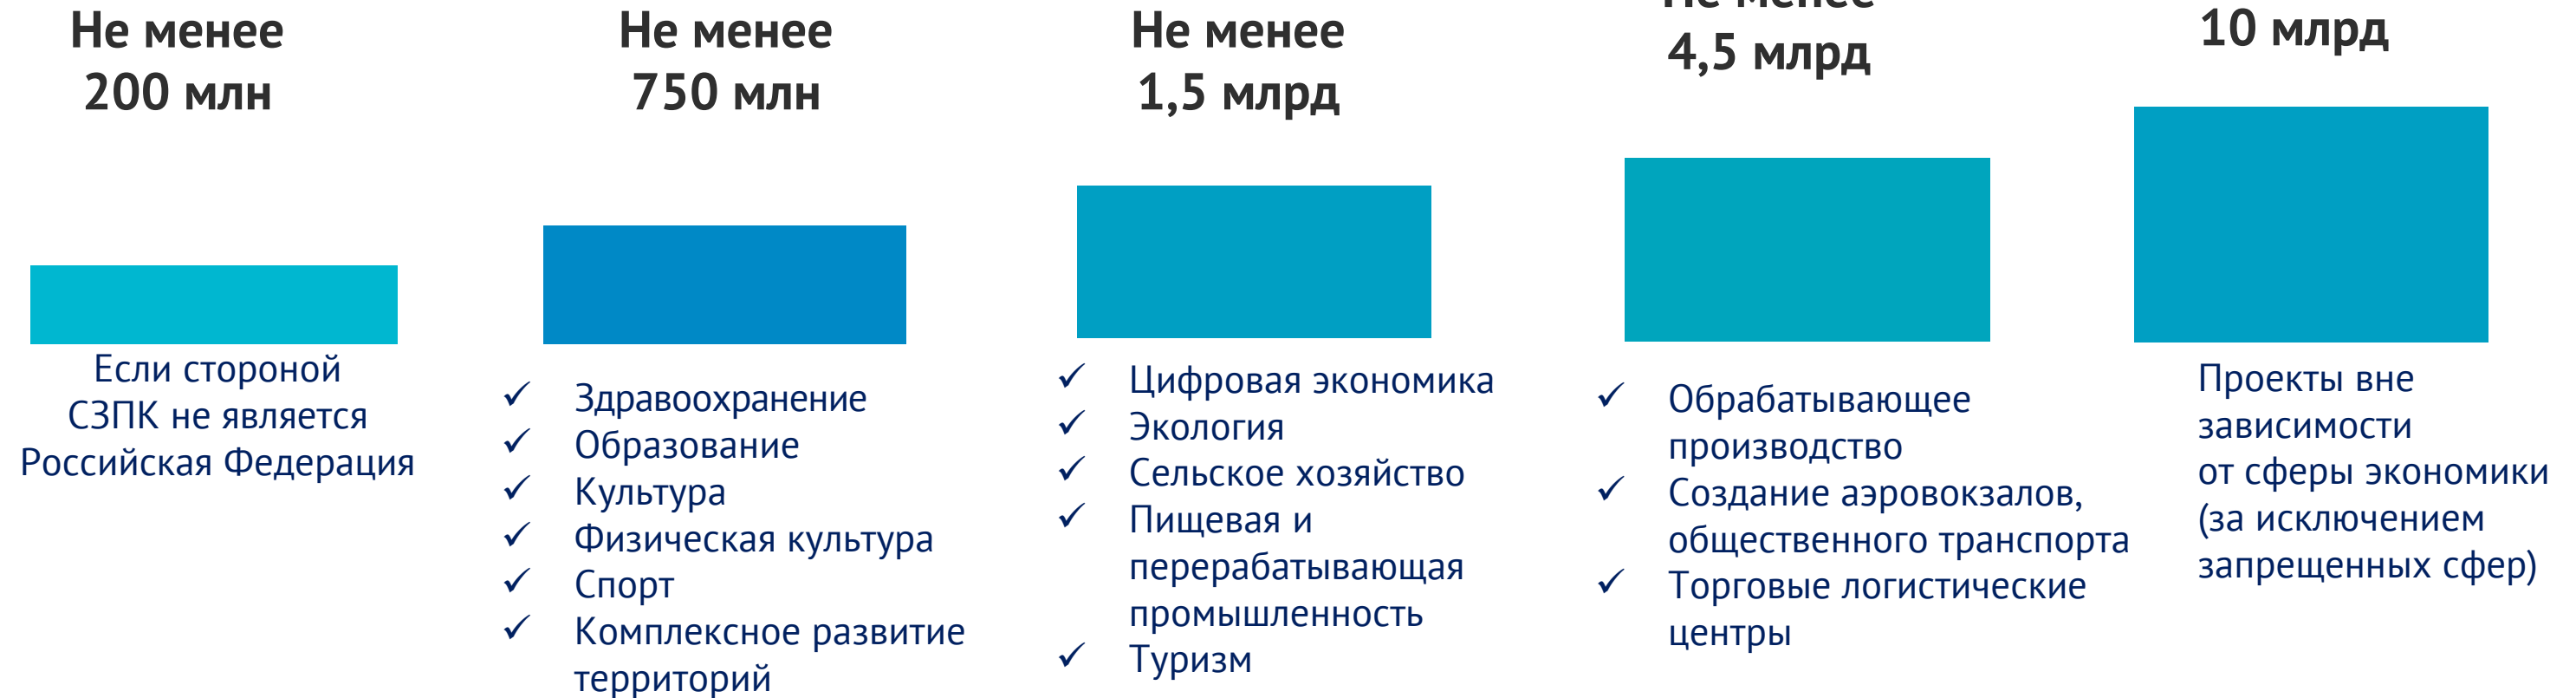 Не менее
200 млн
Если стороной
СЗПК не является
Российская Федерация
Не менее
750 млн
✓ Здравоохранение
✓ Образование
✓ Культура
✓ Физическая культура
✓ Спорт
✓ Комплексное развитие
территорий
Не менее
1,5 млрд
✓ Цифровая экономика
✓ Экология
✓ Сельское хозяйство
✓ Пищевая и
перерабатывающая
промышленность
✓ Туризм
Не менее
4,5 млрд
✓ Обрабатывающее
производство
✓ Создание аэровокзалов,
общественного транспорта
✓ Торговые логистические
центры
10 млрд
Проекты вне
зависимости
от сферы экономики
(за исключением
запрещенных сфер)